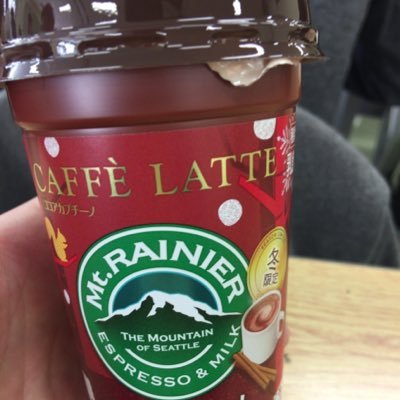 CAFFÈ LATTE
ココアカプチーノ
Mt. RAINIER
THE MOUNTAIN
OF SEATTLE
ESPRESSO & MILK
冬
限定